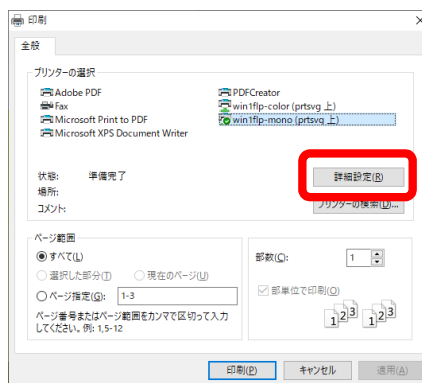 印刷
全般
プリンターの選択
Adobe PDF
PDFCreator
Fax
win1flp-color (prtsvg 上)
Microsoft Print to PDF
win1flp-mono (prtsvg 上)
Microsoft XPS Document Writer
状態: 準備完了
詳細設定(R)
場所:
コメント:
プリンターの検索(D)...
ページ範囲
すべて(L)
部数(C): 1
選択した部分(T) 現在のページ(U)
ページ指定(G): 1-3
部単位で印刷(O)
ページ番号またはページ範囲をカンマで区切って入力
してください。例: 1,5-12
1 2 3 1 2 3
印刷(P) キャンセル 適用(A)